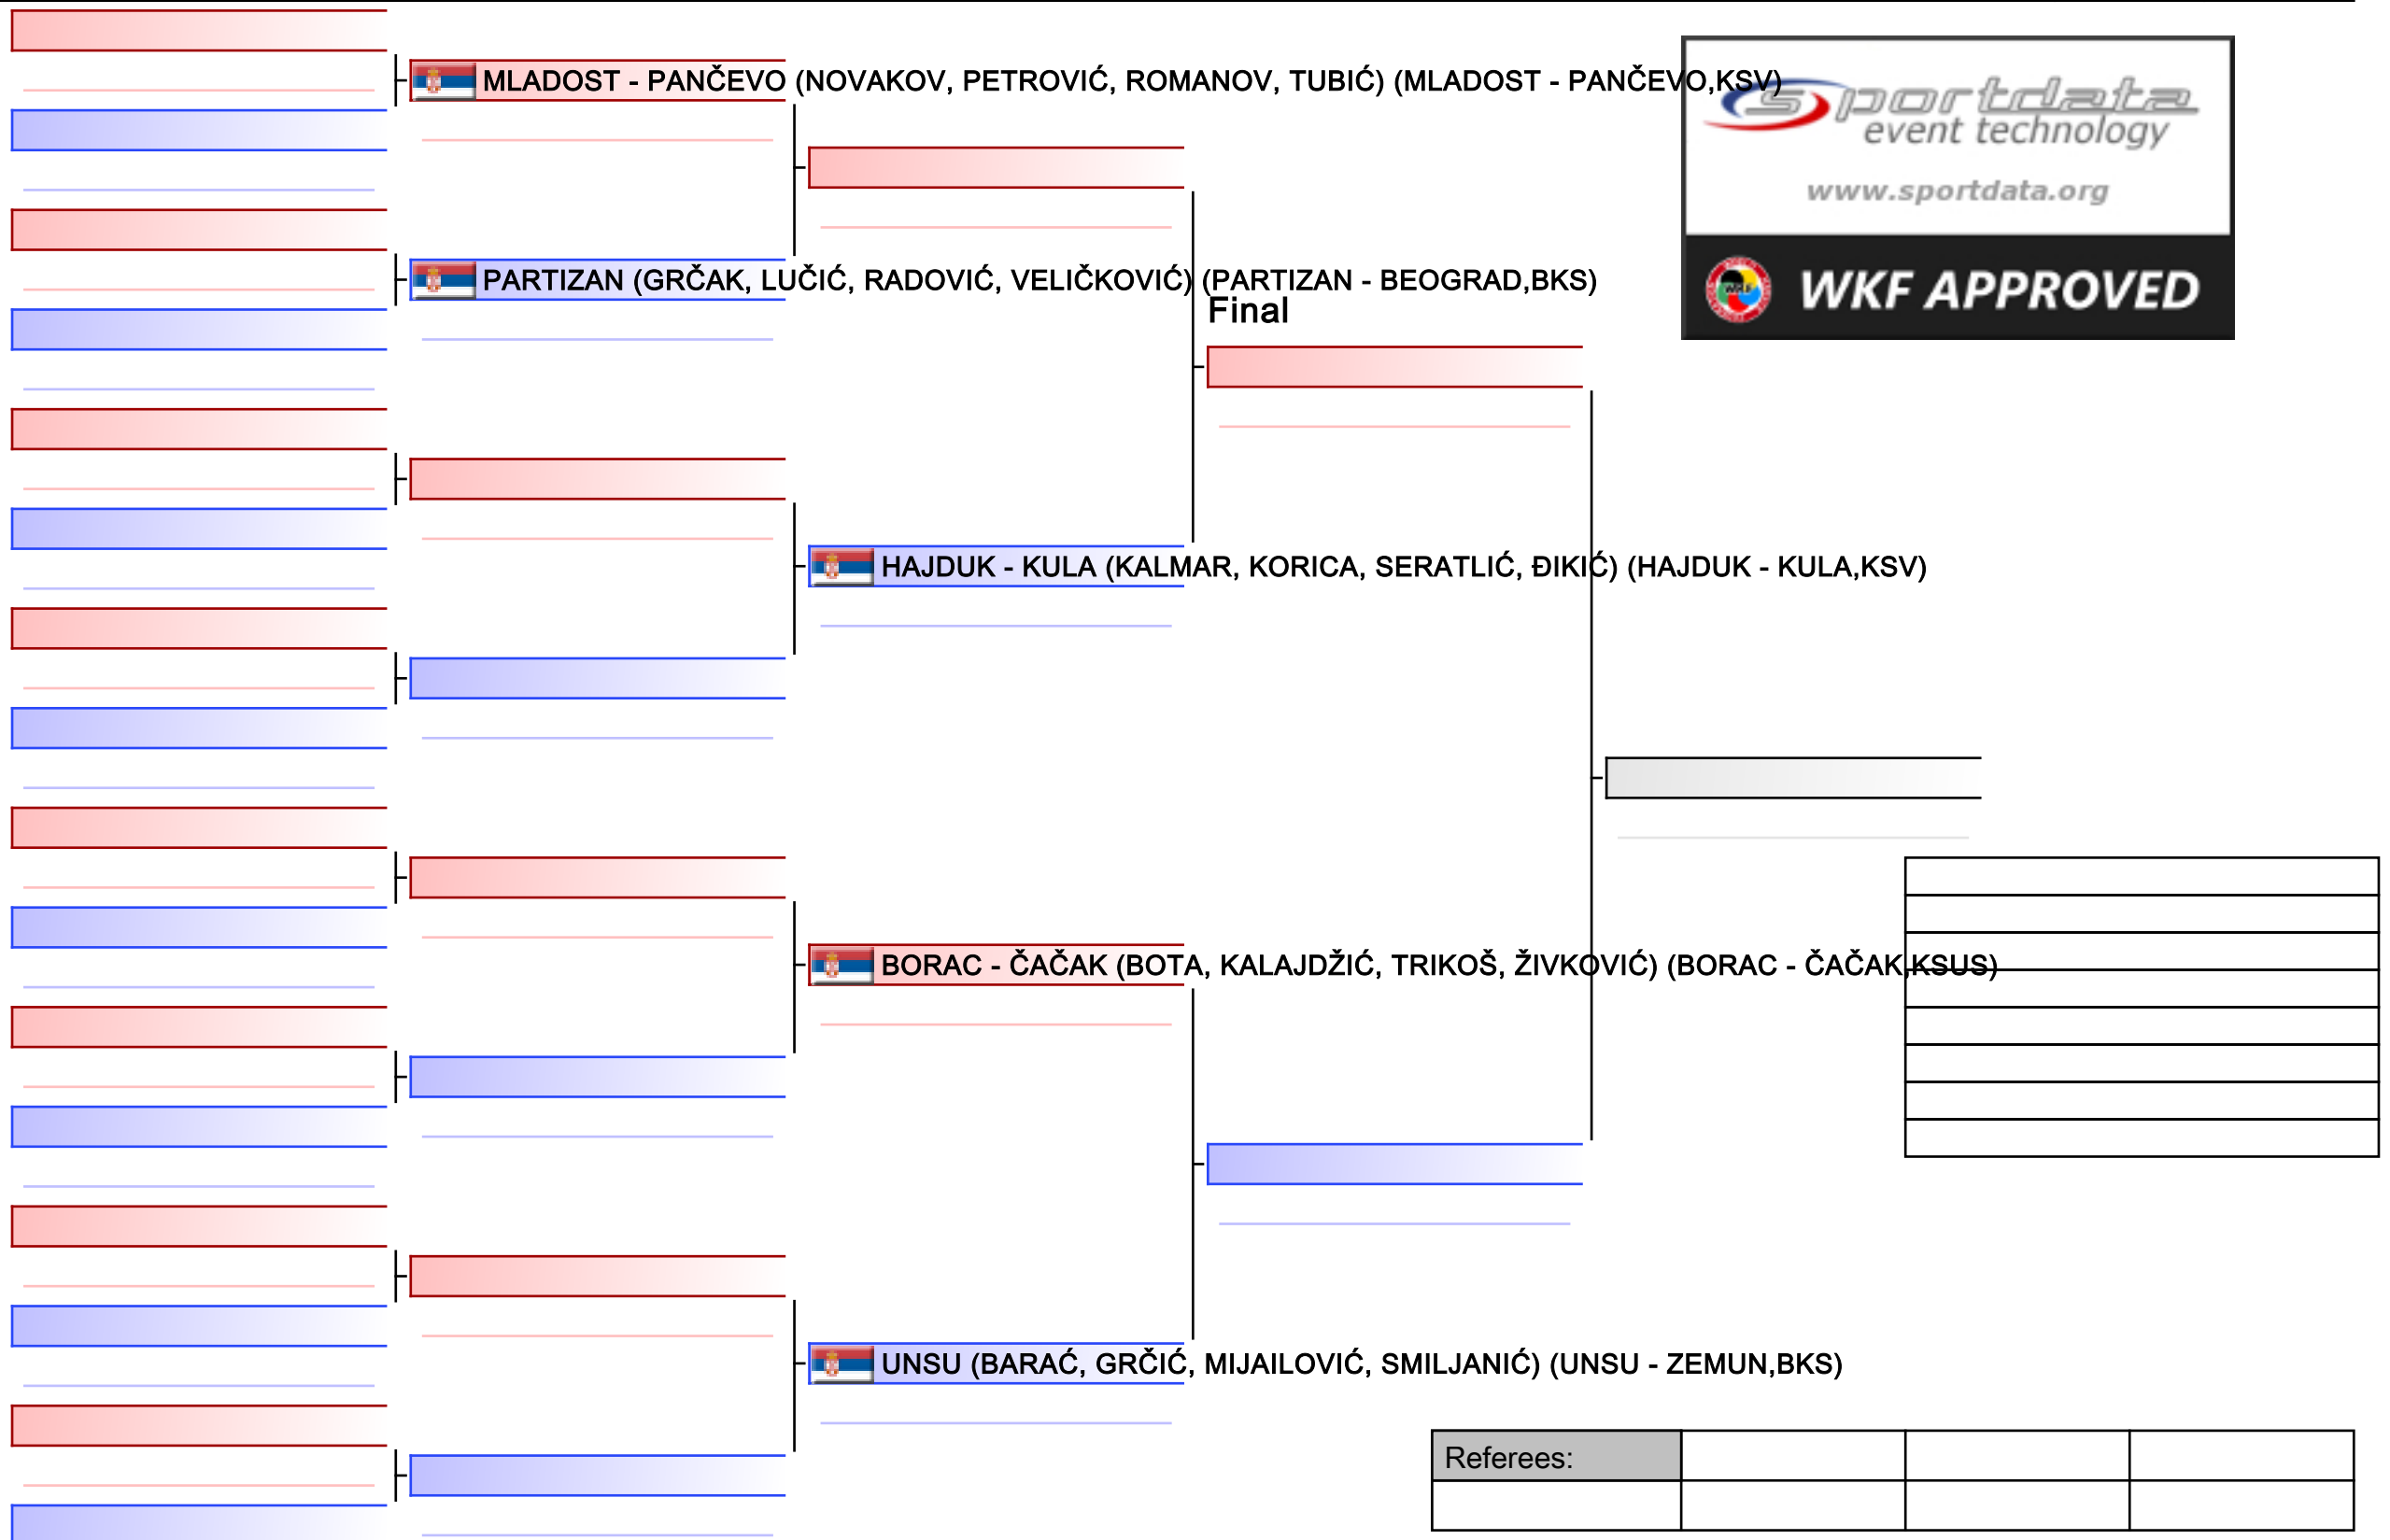 MLADOST - PANČEVO (NOVAKOV, PETROVIĆ, ROMANOV, TUBIĆ) (MLADOST - PANČEVO,KSV)
sportdata
event technology
www.sportdata.org
WKF APPROVED
PARTIZAN (GRČAK, LUČIĆ, RADOVIĆ, VELIČKOVIĆ) (PARTIZAN - BEOGRAD,BKS)
Final
HAJDUK - KULA (KALMAR, KORICA, SERATLIĆ, ĐIKIĆ) (HAJDUK - KULA,KSV)
BORAC - ČAČAK (BOTA, KALAJDŽIĆ, TRIKOŠ, ŽIVKOVIĆ) (BORAC - ČAČAK,KSUS)
UNSU (BARAĆ, GRČIĆ, MIJAILOVIĆ, SMILJANIĆ) (UNSU - ZEMUN,BKS)
Referees: